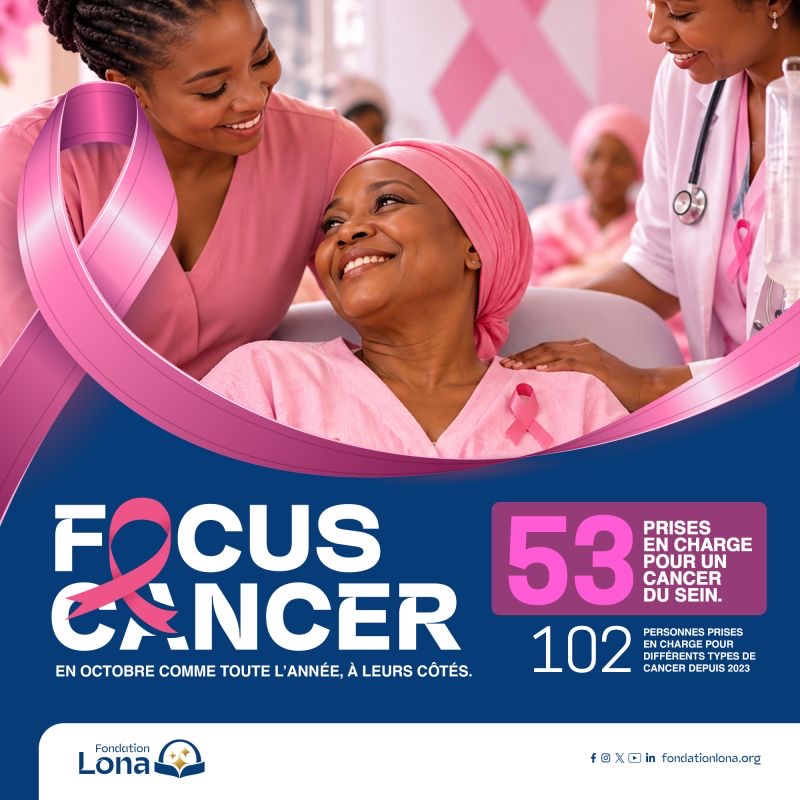 FOCUS
CANCER
EN OCTOBRE COMME TOUTE L'ANNÉE, À LEURS CÔTÉS.
53
PRISES
EN CHARGE
POUR UN
CANCER
DU SEIN.
102
PERSONNES PRISES
EN CHARGE POUR
DIFFÉRENTS TYPES DE
CANCER DEPUIS 2023
Fondation
Lona
fondationlona.org